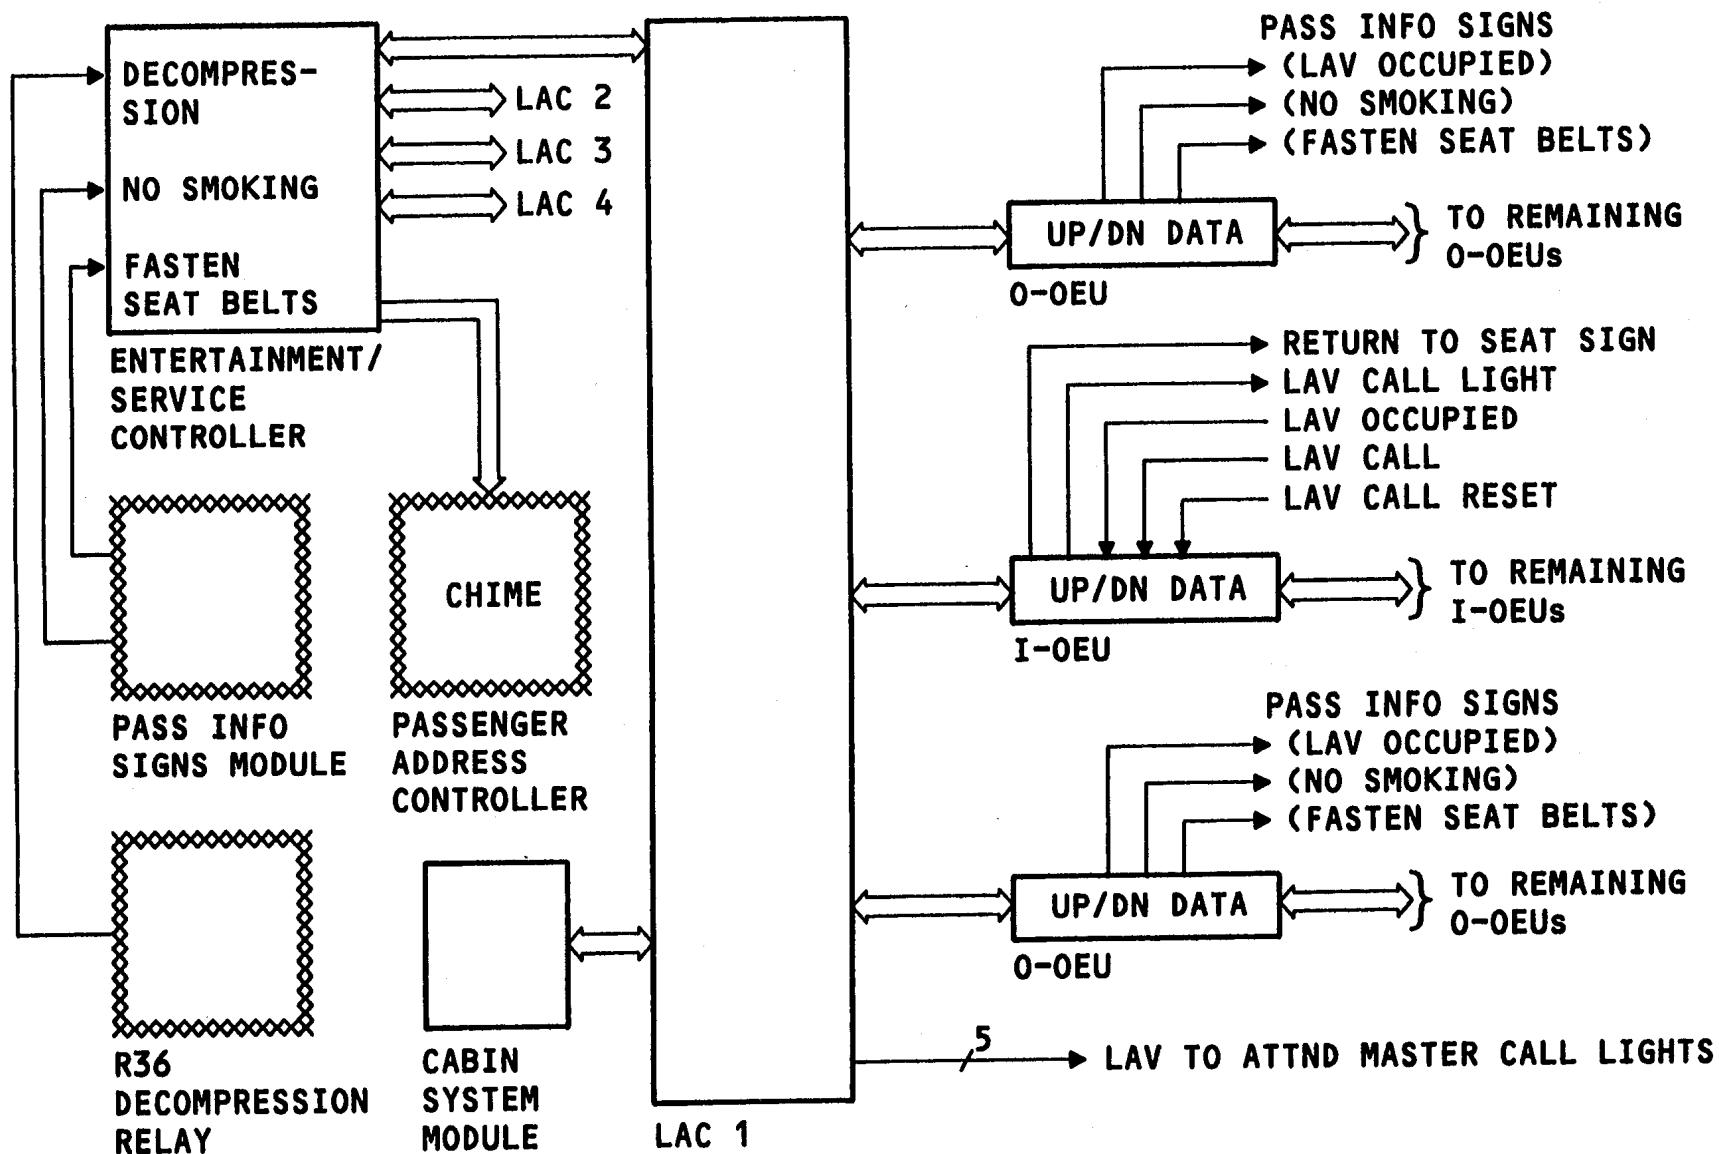 DECOMPRES-
SION
NO SMOKING
FASTEN
SEAT BELTS
ENTERTAINMENT/
SERVICE
CONTROLLER
LAC 2
LAC 3
LAC 4
CHIME
PASS INFO
SIGNS MODULE
PASSENGER
ADDRESS
CONTROLLER
R36
DECOMPRESSION
RELAY
CABIN
SYSTEM
MODULE
LAC 1
PASS INFO SIGNS
(LAV OCCUPIED)
(NO SMOKING)
(FASTEN SEAT BELTS)
UP/DN DATA
O-OEU
TO REMAINING
O-OEUs
RETURN TO SEAT SIGN
LAV CALL LIGHT
LAV OCCUPIED
LAV CALL
LAV CALL RESET
UP/DN DATA
I-OEU
TO REMAINING
I-OEUs
PASS INFO SIGNS
(LAV OCCUPIED)
(NO SMOKING)
(FASTEN SEAT BELTS)
UP/DN DATA
O-OEU
TO REMAINING
O-OEUs
5
LAV TO ATTND MASTER CALL LIGHTS